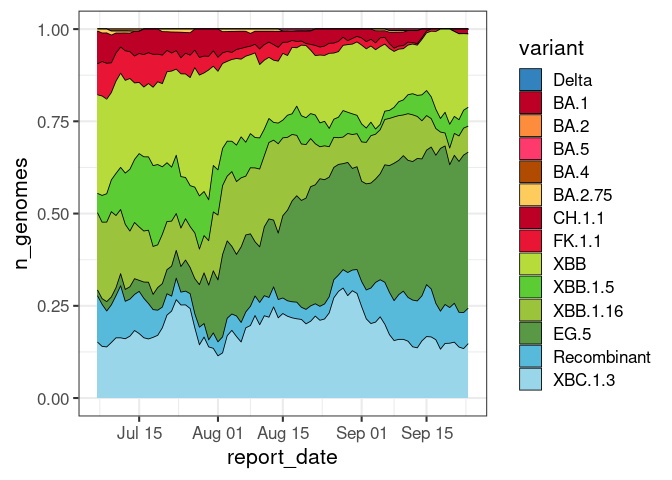 1.00
0.75
0.50
0.25
0.00
n_genomes
Jul 15
Aug 01
Aug 15
Sep 01
Sep 15
report_date
variant
Delta
BA.1
BA.2
BA.5
BA.4
BA.2.75
CH.1.1
FK.1.1
XBB
XBB.1.5
XBB.1.16
EG.5
Recombinant
XBC.1.3